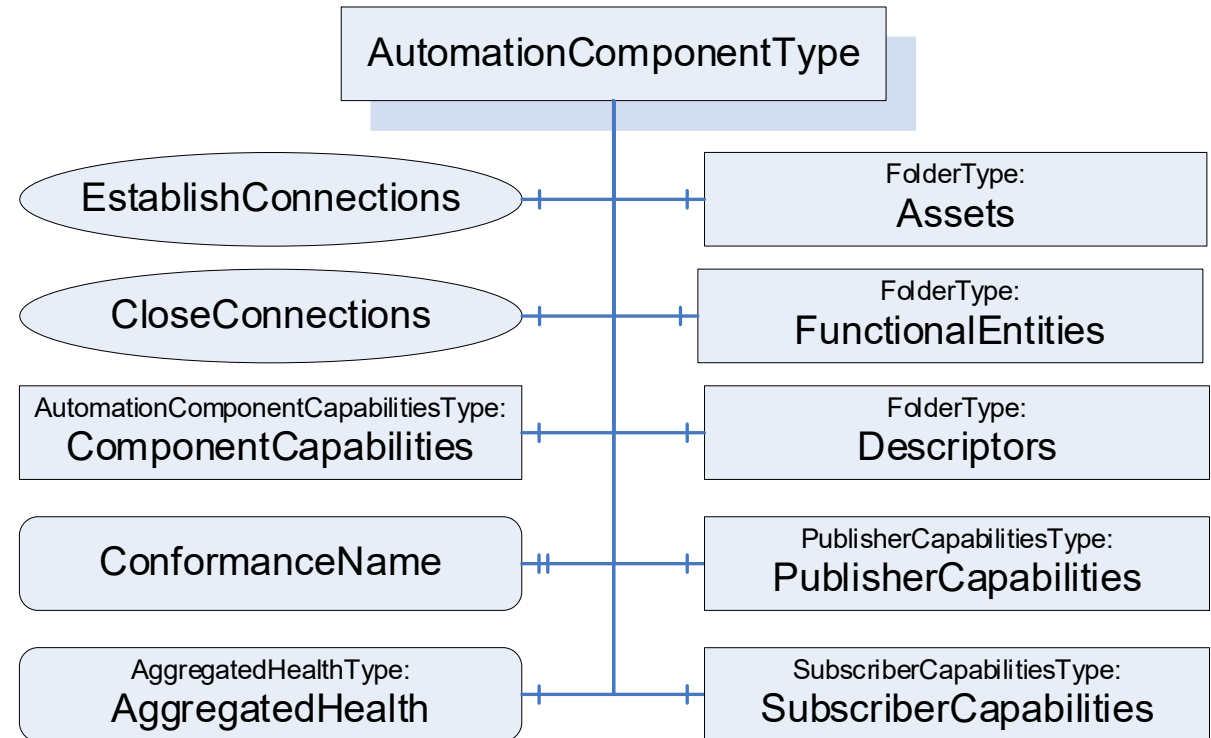 AutomationComponentType
EstablishConnections
FolderType:
Assets
CloseConnections
FolderType:
FunctionalEntities
AutomationComponentCapabilitiesType:
ComponentCapabilities
FolderType:
Descriptors
ConformanceName
PublisherCapabilitiesType:
PublisherCapabilities
AggregatedHealthType:
AggregatedHealth
SubscriberCapabilitiesType:
SubscriberCapabilities